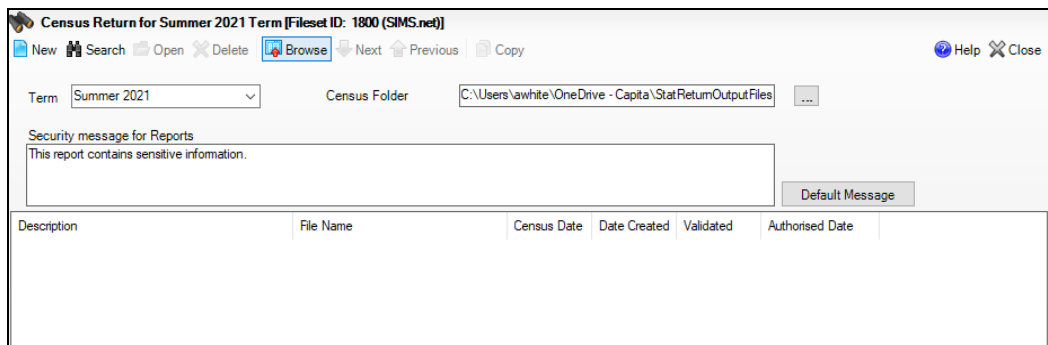 Census Return for Summer 2021 Term [Fileset ID: 1800 (SIMS.net)]
New Search Open Delete Browse Next Previous Copy Help Close
Term Summer 2021 Census Folder C:\Users\awhite\OneDrive - Capita\StatReturnOutputFiles ...
Security message for Reports
This report contains sensitive information.
Default Message
Description File Name Census Date Date Created Validated Authorised Date